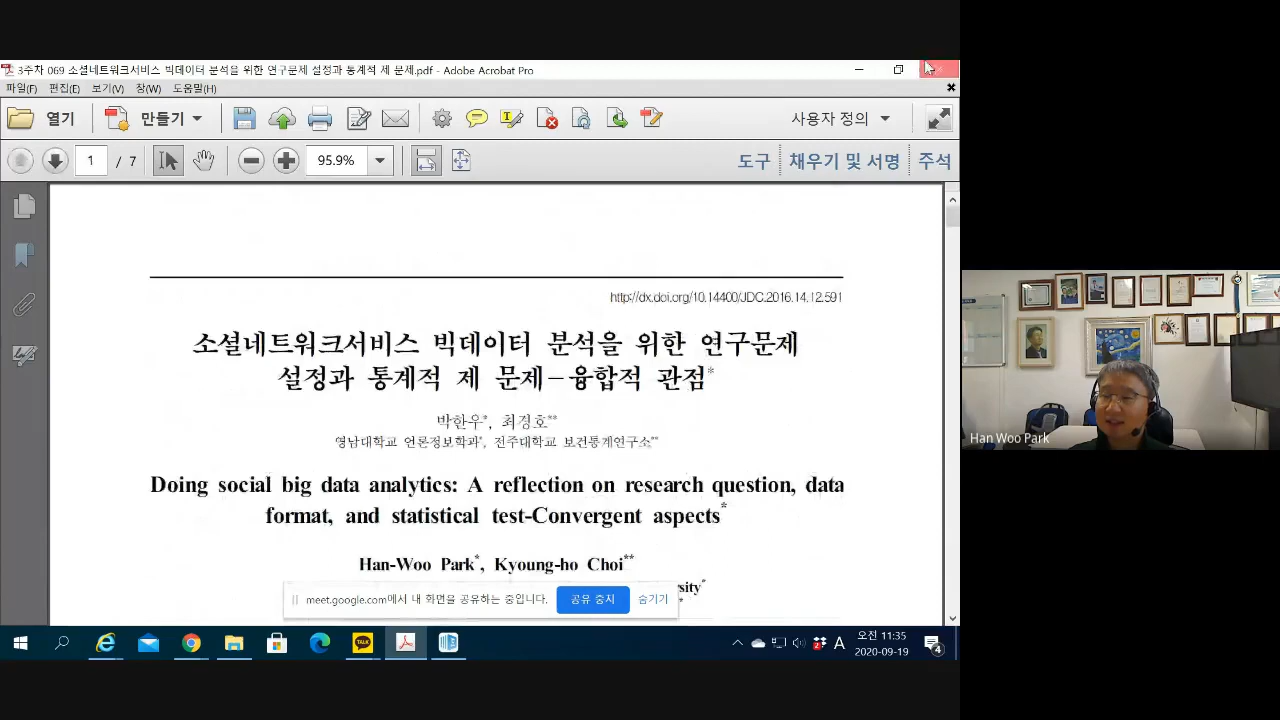 3주차 069 소셜네트워크서비스 빅데이터 분석을 위한 연구문제 설정과 통계적 제 문제.pdf - Adobe Acrobat Pro
파일(F) 편집(E) 보기(V) 창(W) 도움말(H)
열기 만들기 사용자 정의
1 / 7 95.9% 도구 채우기 및 서명 주석
http://dx.doi.org/10.14400/JDC.2016.14.12.591
소셜네트워크서비스 빅데이터 분석을 위한 연구문제
설정과 통계적 제 문제-융합적 관점*
박한우*, 최경호**
영남대학교 언론정보학과*, 전주대학교 보건통계연구소**
Doing social big data analytics: A reflection on research question, data
format, and statistical test-Convergent aspects*
Han-Woo Park*, Kyoung-ho Choi**
sity*
meet.google.com에서 내 화면을 공유하는 중입니다. 공유 중지 숨기기
Han Woo Park
TALK
2
A
오전 11:35
2020-09-19
4